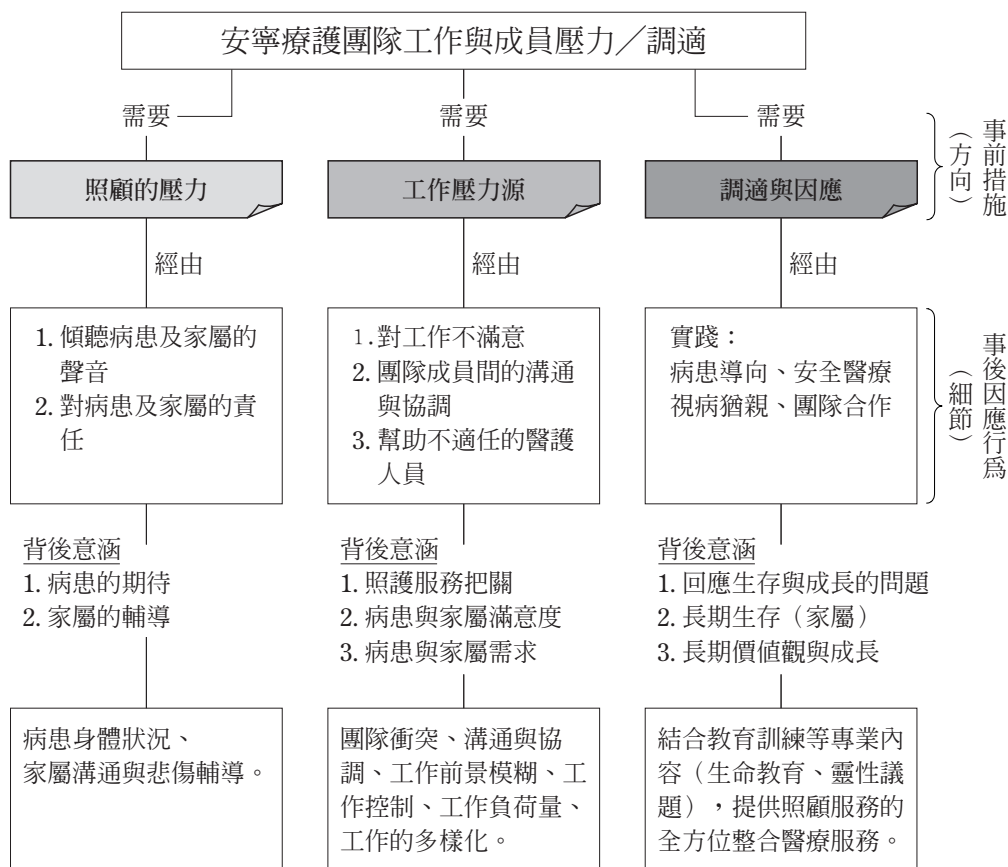 安寧療護團隊工作與成員壓力／調適
需要
需要
需要
事前措施
（方向）
照顧的壓力
工作壓力源
調適與因應
經由
經由
經由
1. 傾聽病患及家屬的
聲音
2. 對病患及家屬的責
任
1.對工作不滿意
2. 團隊成員間的溝通
與協調
3. 幫助不適任的醫護
人員
實踐：
病患導向、安全醫療
視病猶親、團隊合作
事後因應行為
（細節）
背後意涵
1. 病患的期待
2. 家屬的輔導
背後意涵
1. 照護服務把關
2. 病患與家屬滿意度
3. 病患與家屬需求
背後意涵
1. 回應生存與成長的問題
2. 長期生存（家屬）
3. 長期價值觀與成長
病患身體狀況、
家屬溝通與悲傷輔導。
團隊衝突、溝通與協
調、工作前景模糊、工
作控制、工作負荷量、
工作的多樣化。
結合教育訓練等專業內
容（生命教育、靈性議
題），提供照顧服務的
全方位整合醫療服務。